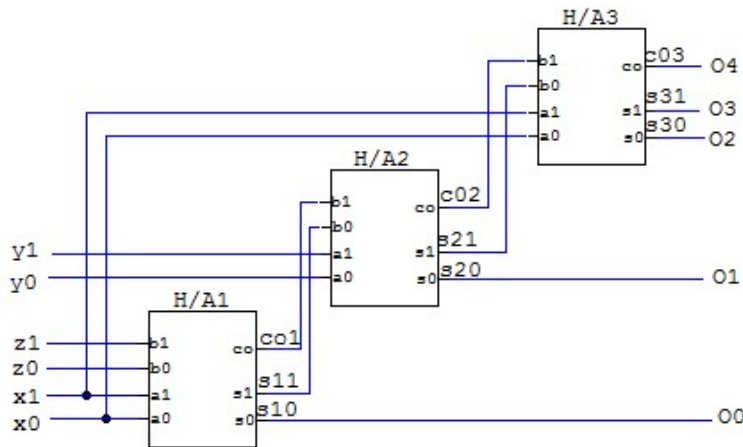 H/A3
b1 co c03 O4
b0
a1 s1 s31 O3
a0 s0 s30 O2
H/A2
b1 co c02
b0
y1 a1 s1 s21
y0 a0 s0 s20 O1
H/A1
z1 b1 co co1
z0 b0
x1 a1 s1 s11
x0 a0 s0 s10 O0